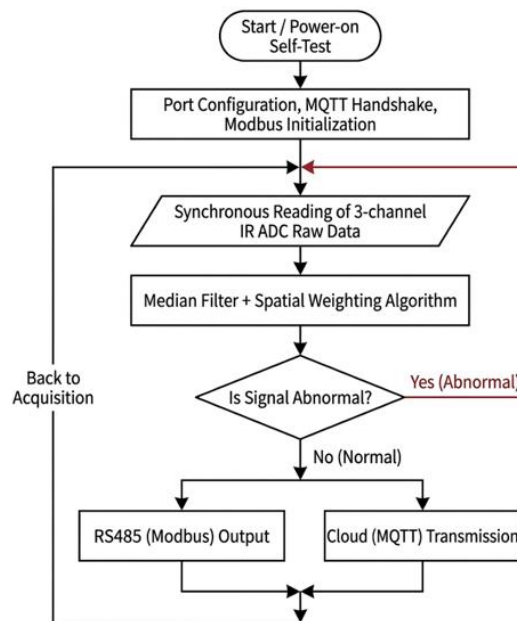 Start / Power-on
Self-Test
Port Configuration, MQTT Handshake,
Modbus Initialization
Synchronous Reading of 3-channel
IR ADC Raw Data
Median Filter + Spatial Weighting Algorithm
Back to
Acquisition
Is Signal Abnormal?
Yes (Abnormal)
No (Normal)
RS485 (Modbus) Output
Cloud (MQTT) Transmission